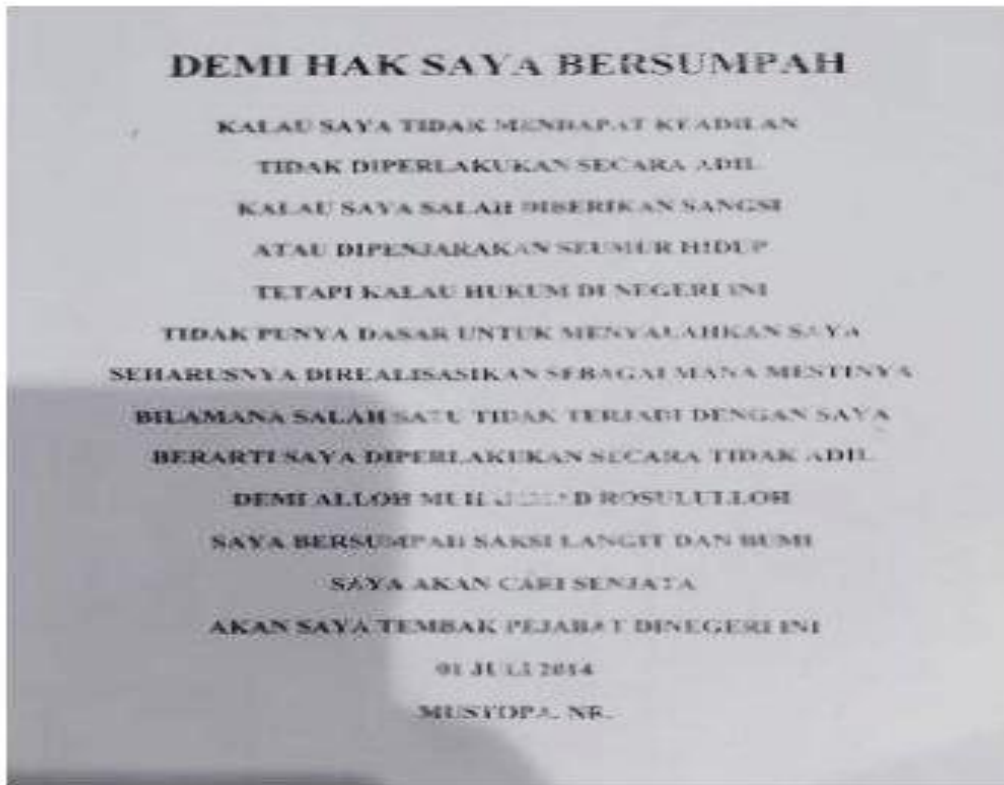 DEMI HAK SAYA BERSUMPAH
KALAU SAYA TIDAK MENDAPAT KEADILAN
TIDAK DIPERLAKUKAN SECARA ADIL
KALAU SAYA SALAH DIBERIKAN SANGSI
ATAU DIPENJARAKAN SEUMUR HIDUP
TETAPI KALAU HUKUM DI NEGERI INI
TIDAK PUNYA DASAR UNTUK MENYALAHKAN SAYA
SEHARUSNYA DIREALISASIKAN SEBAGAI MANA MESTINYA
BILAMANA SALAH SATU TIDAK TERJADI DENGAN SAYA
BERARTI SAYA DIPERLAKUKAN SECARA TIDAK ADIL
DEMI ALLOH MUHAMMAD ROSULULLOH
SAYA BERSUMPAH SAKSI LANGIT DAN BUMI
SAYA AKAN CARI SENJATA
AKAN SAYA TEMBAK PEJABAT DINEGERI INI
01 JULI 2014
MUSTOPA. NR.